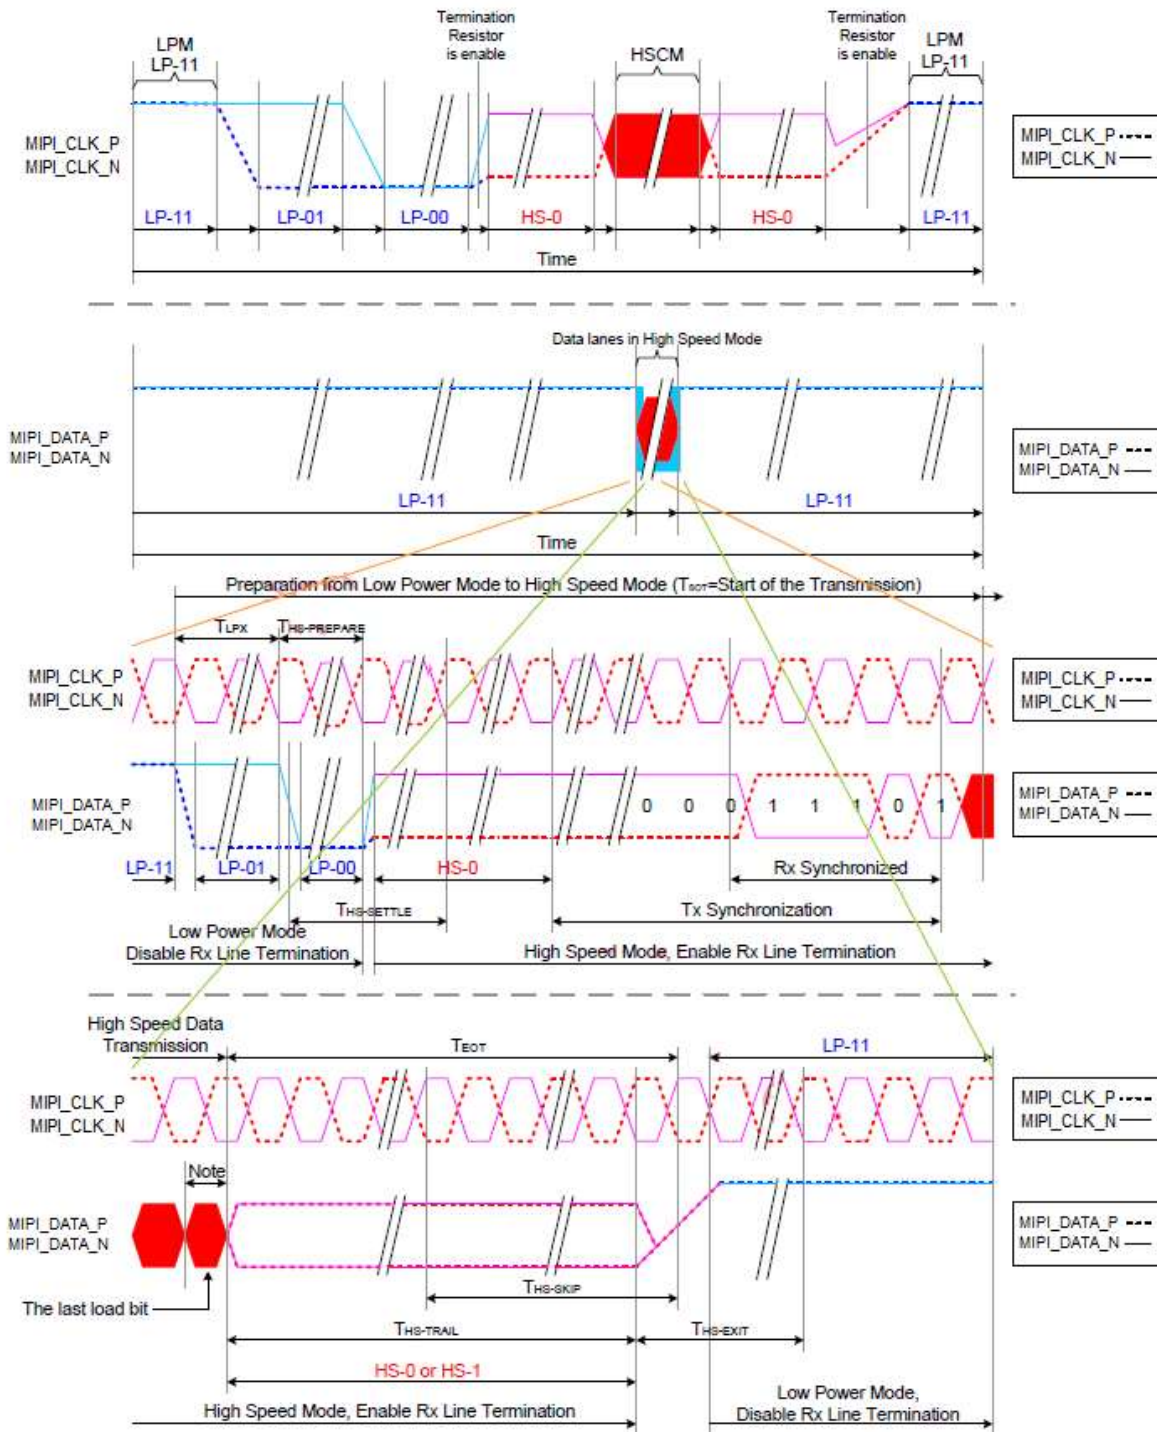 Termination
Resistor
is enable
Termination
Resistor
is enable
LPM
LP-11
HSCM
LPM
LP-11
MIPI_CLK_P
MIPI_CLK_N
MIPI_CLK_P
MIPI_CLK_N
LP-11
LP-01
LP-00
HS-0
HS-0
LP-11
Time
Data lanes in High Speed Mode
MIPI_DATA_P
MIPI_DATA_N
MIPI_DATA_P
MIPI_DATA_N
LP-11
LP-11
Time
Preparation from Low Power Mode to High Speed Mode (TSOT=Start of the Transmission)
TLPX
THS-PREPARE
MIPI_CLK_P
MIPI_CLK_N
MIPI_CLK_P
MIPI_CLK_N
MIPI_DATA_P
MIPI_DATA_N
0 0 0 1 1 1 0 1
MIPI_DATA_P
MIPI_DATA_N
LP-11
LP-01
LP-00
HS-0
Rx Synchronized
THS-SETTLE
Tx Synchronization
Low Power Mode
Disable Rx Line Termination
High Speed Mode, Enable Rx Line Termination
High Speed Data
Transmission
TEOT
LP-11
MIPI_CLK_P
MIPI_CLK_N
MIPI_CLK_P
MIPI_CLK_N
Note
MIPI_DATA_P
MIPI_DATA_N
MIPI_DATA_P
MIPI_DATA_N
The last load bit
THS-SKIP
THS-TRAIL
THS-EXIT
HS-0 or HS-1
High Speed Mode, Enable Rx Line Termination
Low Power Mode,
Disable Rx Line Termination